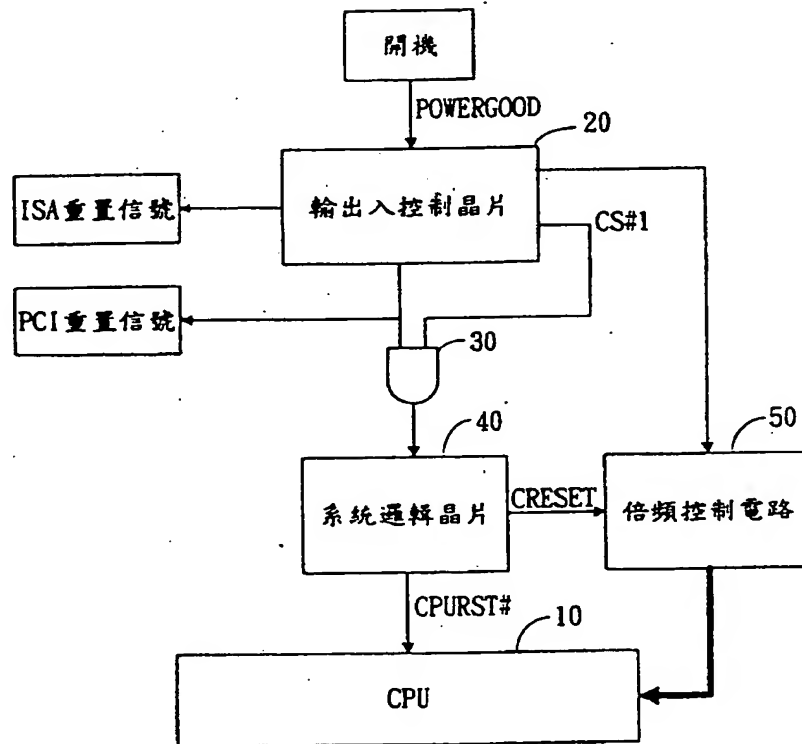 開機
POWERGOOD
20
ISA重置信號
輸出入控制晶片
CS#1
PCI重置信號
30
40
50
系統邏輯晶片
CRESET
倍頻控制電路
CPURST#
10
CPU